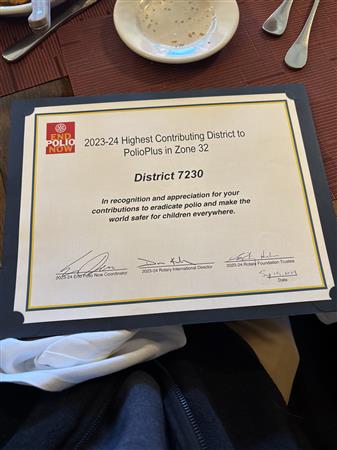 END
POLIO
NOW
2023-24 Highest Contributing District to
PolioPlus in Zone 32
District 7230
In recognition and appreciation for your
contributions to eradicate polio and make the
world safer for children everywhere.
2023-24 End Polio Now Coordinator
2023-24 Rotary International Director
2023-24 Rotary Foundation Trustee
Date